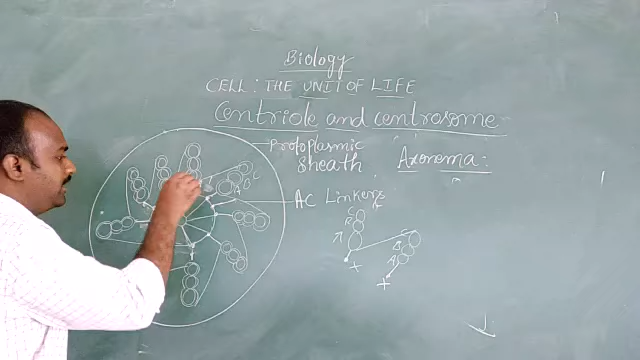 Biology
CELL: THE UNIT OF LIFE
Centriole and centrosome
Protoplasmic
sheath
Axonema:
AC Linkers
A B C
C
B
A
X
C
B
A
X